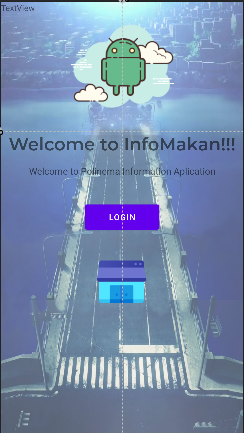 TextView
Welcome to InfoMakan!!!
Welcome to Polinema Information Aplication
LOGIN